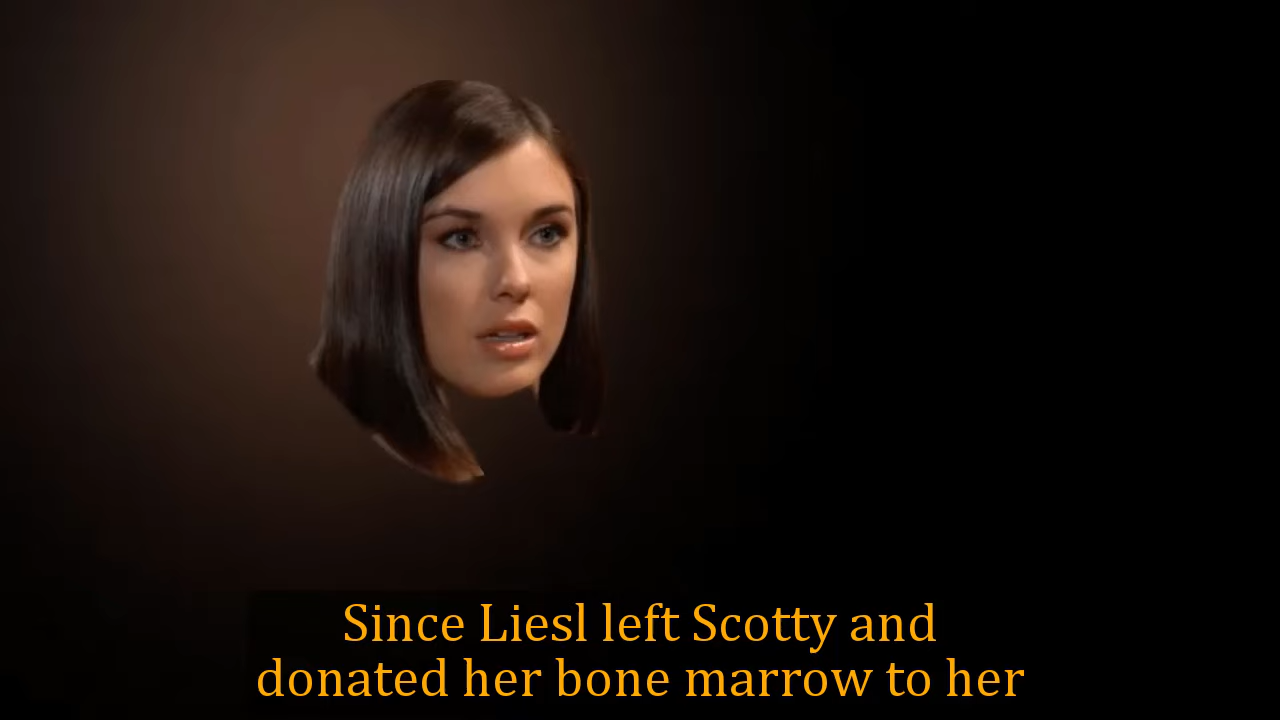 Since Liesl left Scotty and
donated her bone marrow to her